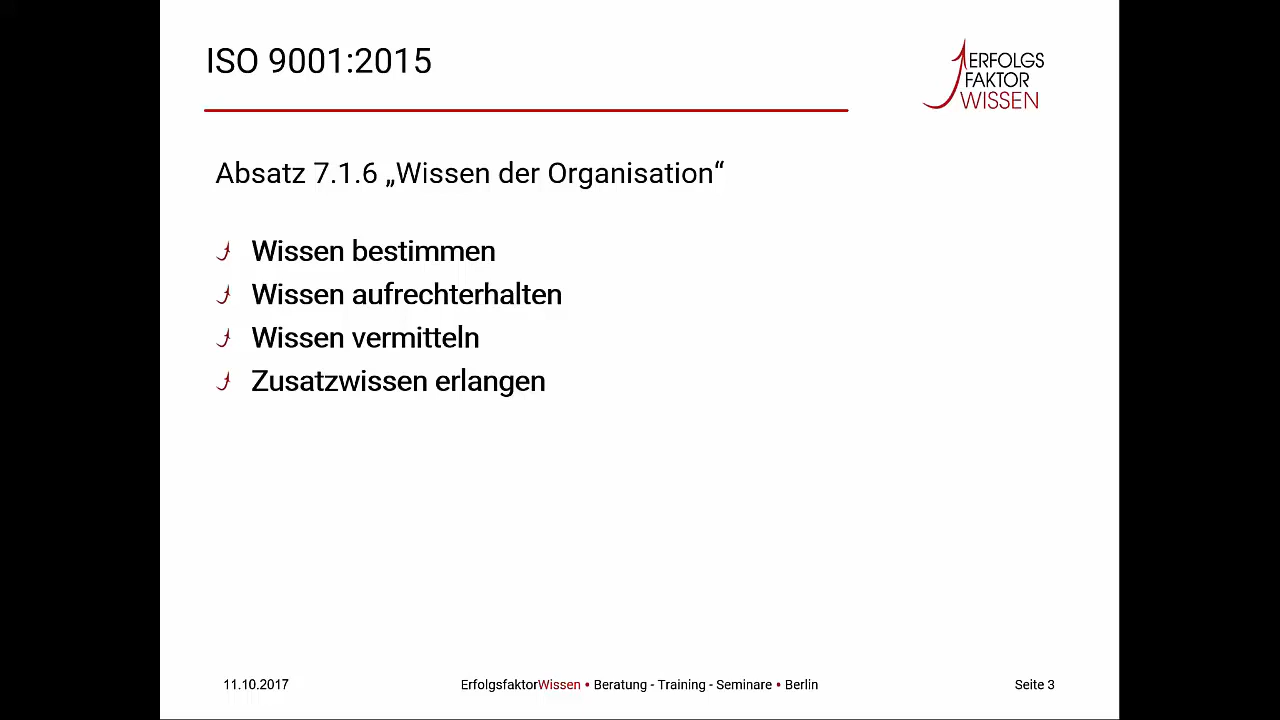 ISO 9001:2015
ERFOLGS
FAKTOR
WISSEN
Absatz 7.1.6 „Wissen der Organisation“
Wissen bestimmen
Wissen aufrechterhalten
Wissen vermitteln
Zusatzwissen erlangen
11.10.2017
ErfolgsfaktorWissen • Beratung - Training - Seminare • Berlin
Seite 3